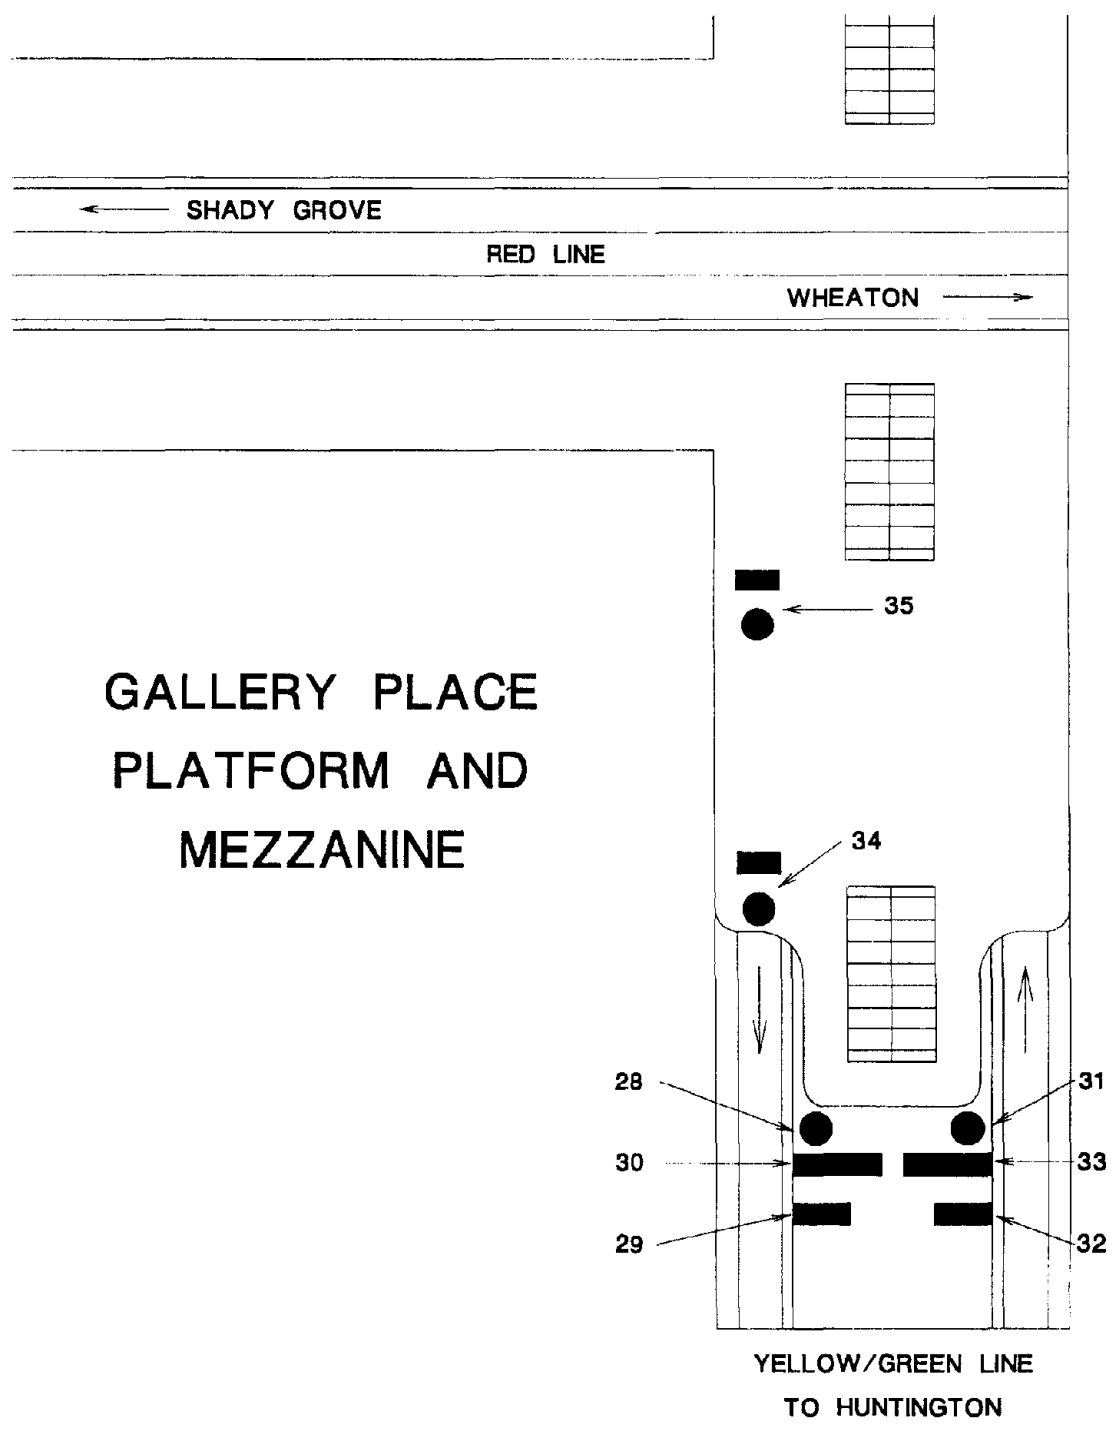 SHADY GROVE
RED LINE
WHEATON
35
GALLERY PLACE
PLATFORM AND
MEZZANINE
34
28
31
30
33
29
32
YELLOW/GREEN LINE
TO HUNTINGTON